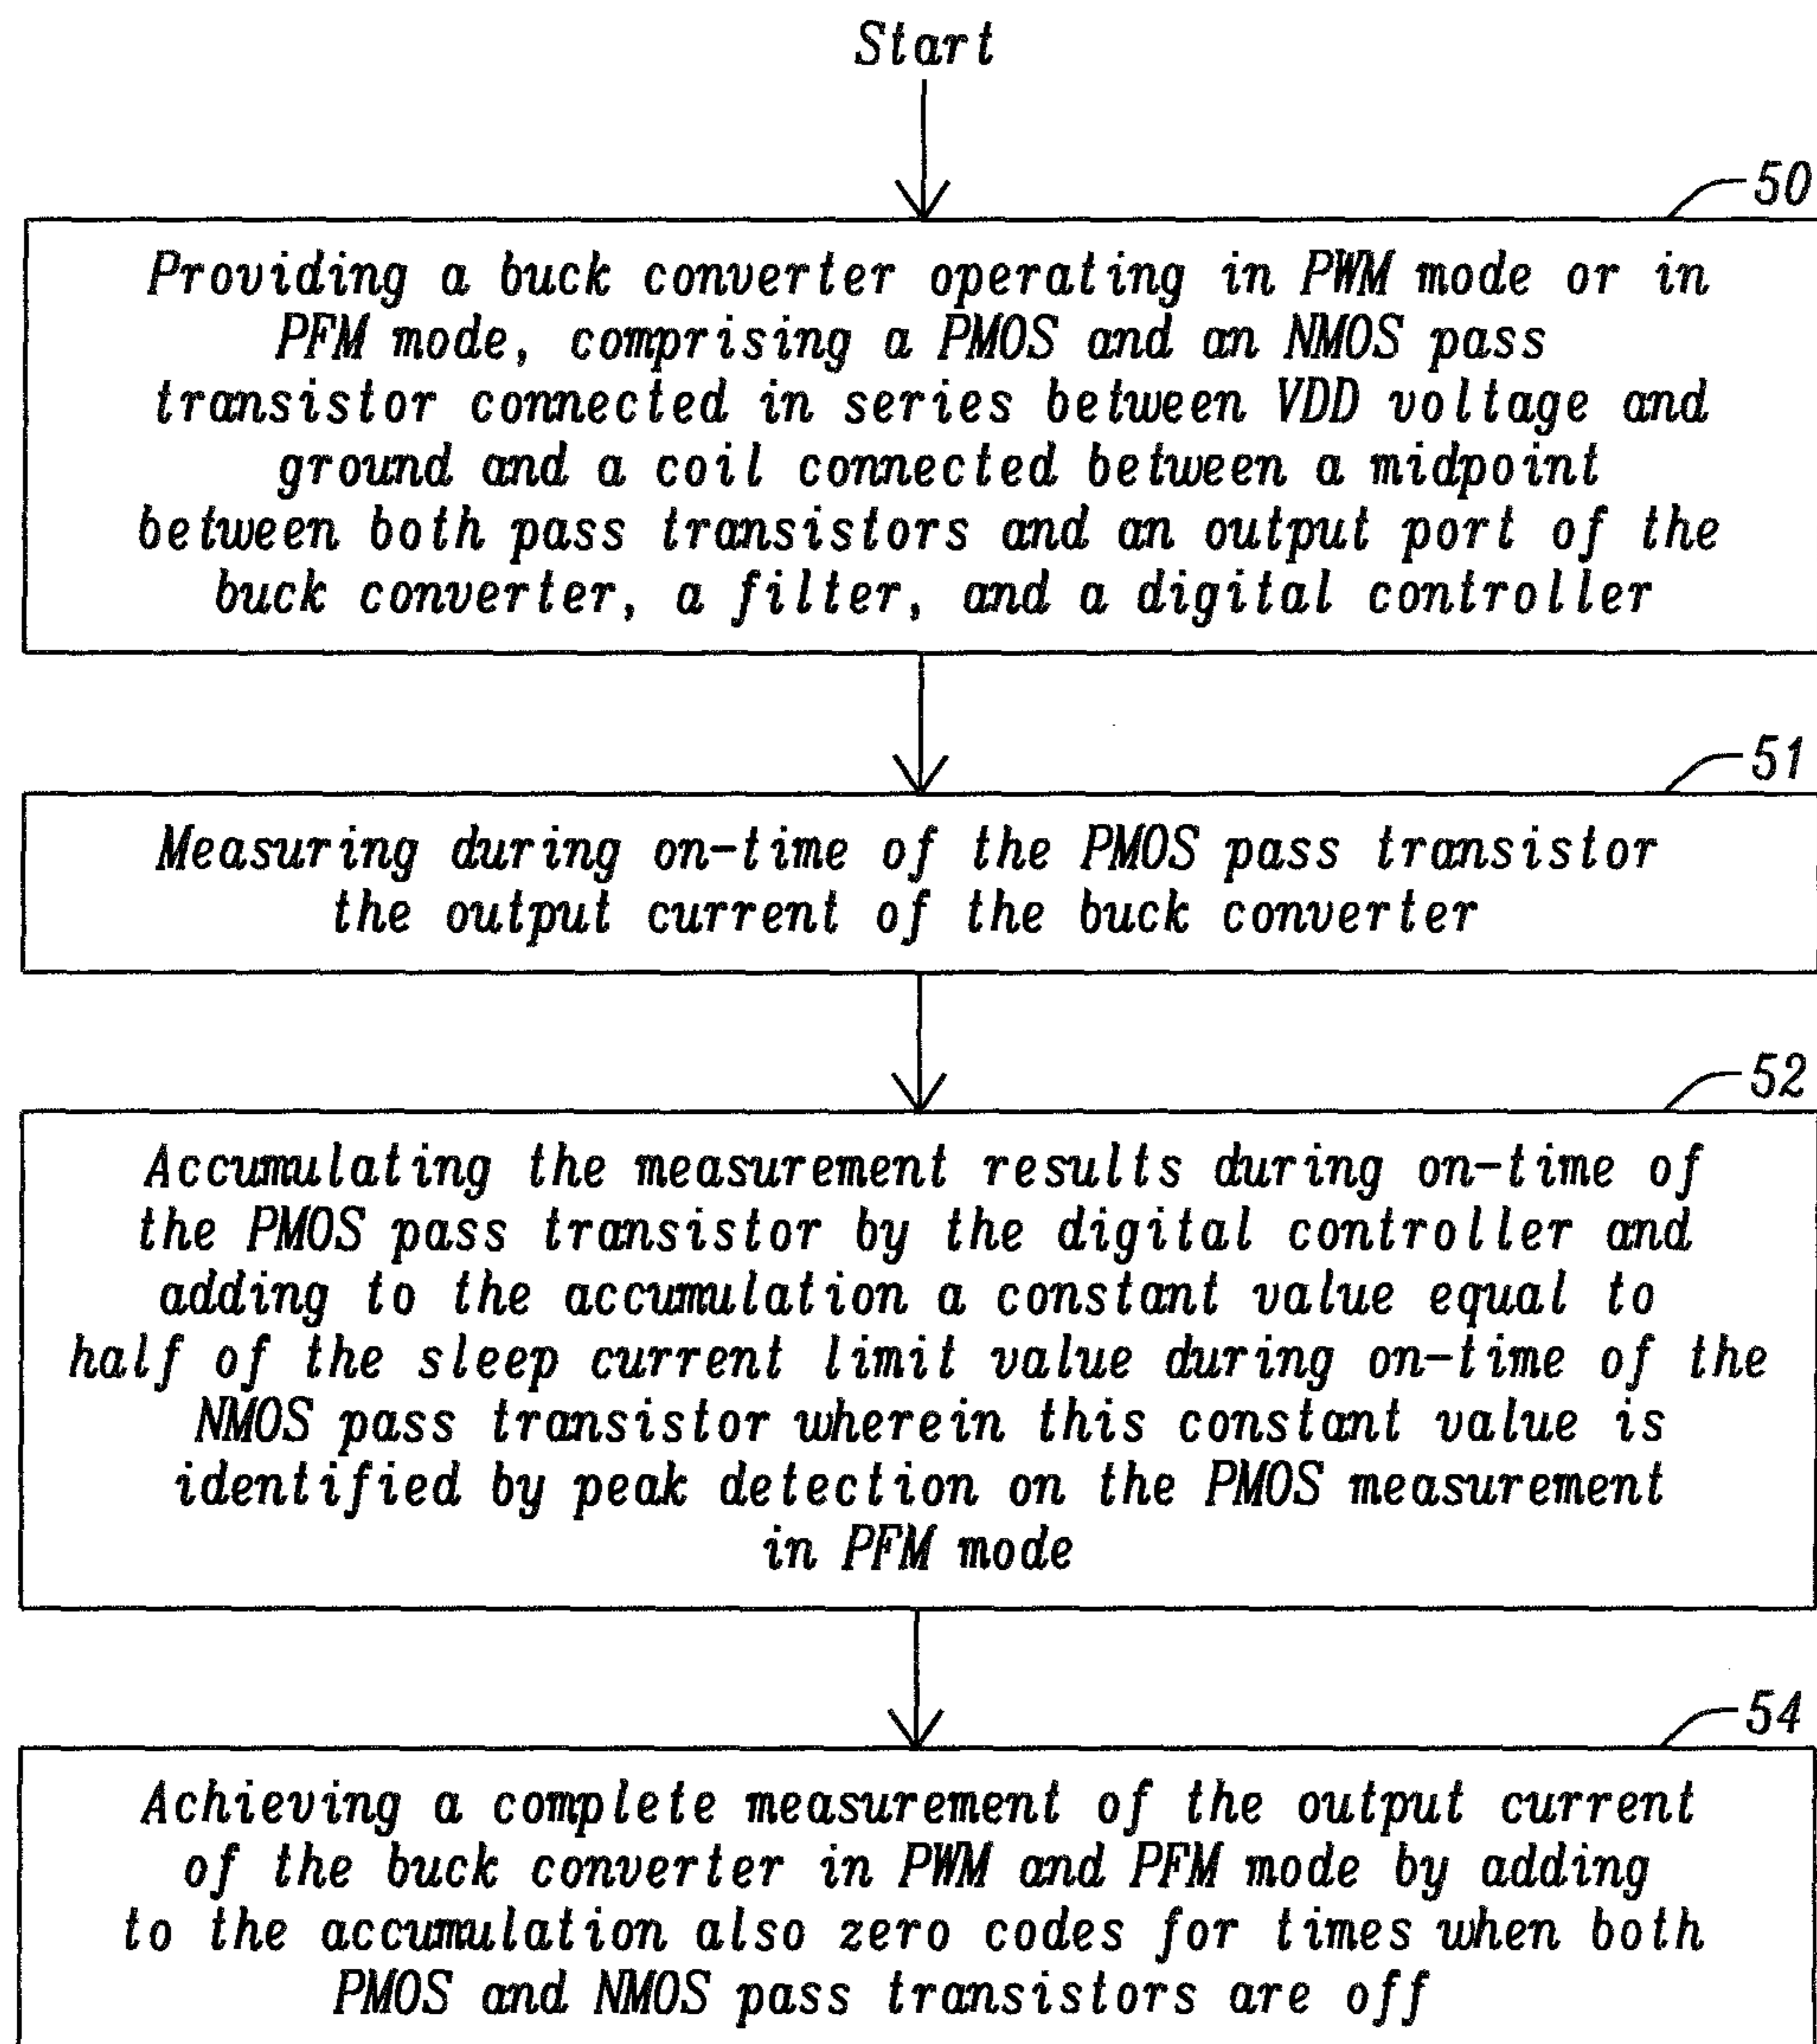 Start
50
Providing a buck converter operating in PWM mode or in
PFM mode, comprising a PMOS and an NMOS pass
transistor connected in series between VDD voltage and
ground and a coil connected between a midpoint
between both pass transistors and an output port of the
buck converter, a filter, and a digital controller
51
Measuring during on-time of the PMOS pass transistor
the output current of the buck converter
52
Accumulating the measurement results during on-time of
the PMOS pass transistor by the digital controller and
adding to the accumulation a constant value equal to
half of the sleep current limit value during on-time of the
NMOS pass transistor wherein this constant value is
identified by peak detection on the PMOS measurement
in PFM mode
54
Achieving a complete measurement of the output current
of the buck converter in PWM and PFM mode by adding
to the accumulation also zero codes for times when both
PMOS and NMOS pass transistors are off